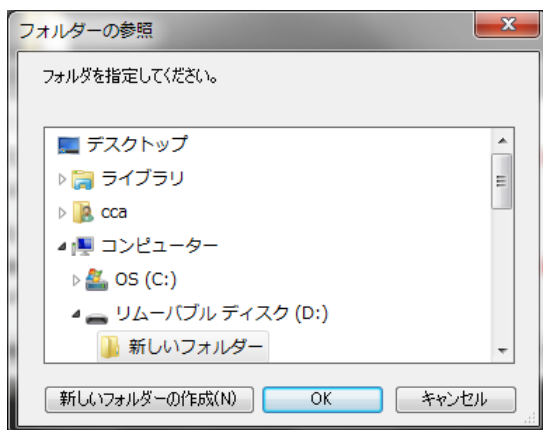 フォルダーの参照
フォルダを指定してください。
デスクトップ
ライブラリ
cca
コンピューター
OS (C:)
リムーバブル ディスク (D:)
新しいフォルダー
新しいフォルダーの作成(N) OK キャンセル